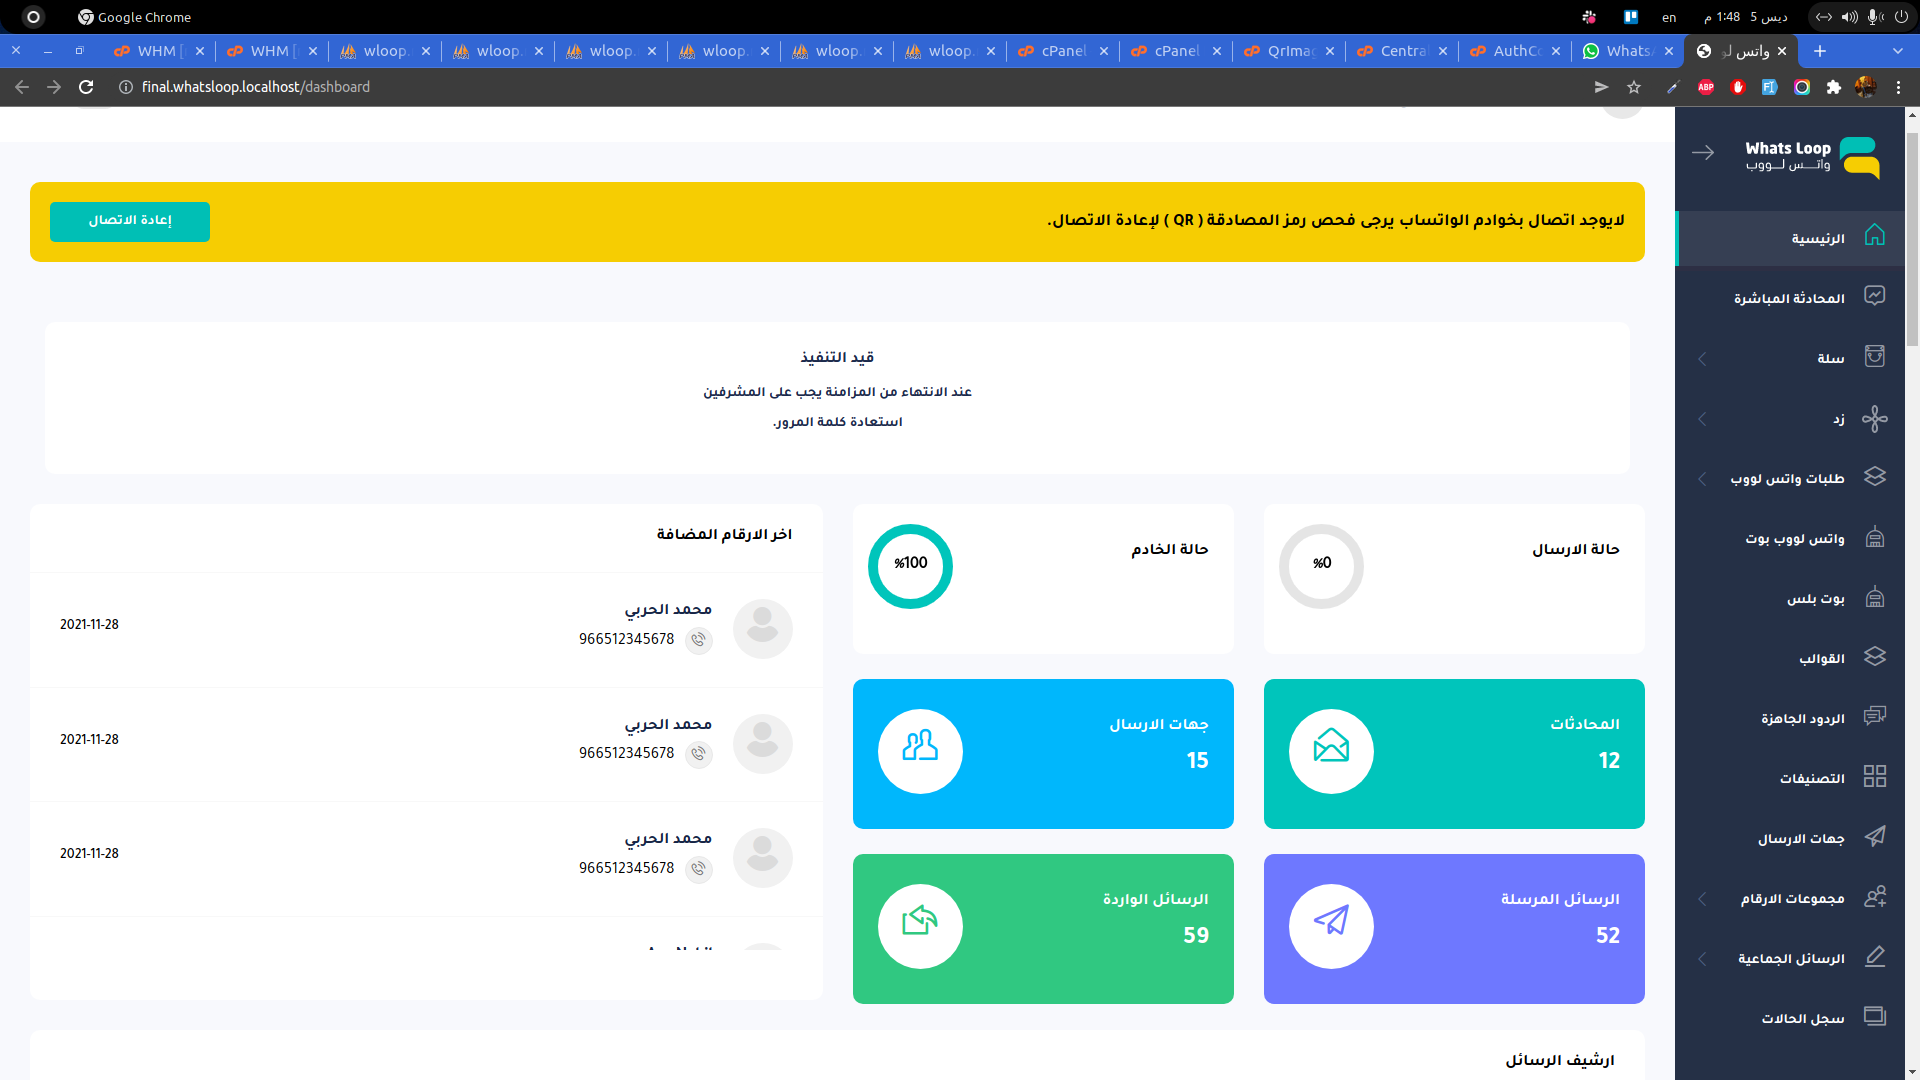 Google Chrome
en
ديس 5 1:48 م
WHM [
WHM [
wloop.
wloop.
wloop.
wloop.
wloop.
wloop.
cPanel
cPanel
QrImag
Central
AuthCo
Whats
واتس لو
final.whatsloop.localhost/dashboard
Whats Loop
واتــس لــووب
الرئيسية
المحادثة المباشرة
سلة
زد
طلبات واتس لووب
واتس لووب بوت
بوت بلس
القوالب
الردود الجاهزة
التصنيفات
جهات الارسال
مجموعات الارقام
الرسائل الجماعية
سجل الحالات
لايوجد اتصال بخوادم الواتساب يرجى فحص رمز المصادقة ( QR ) لإعادة الاتصال.
إعادة الاتصال
قيد التنفيذ
عند الانتهاء من المزامنة يجب على المشرفين
استعادة كلمة المرور.
حالة الارسال
%0
حالة الخادم
%100
المحادثات
12
جهات الارسال
15
الرسائل المرسلة
52
الرسائل الواردة
59
اخر الارقام المضافة
محمد الحربي
966512345678
2021-11-28
محمد الحربي
966512345678
2021-11-28
محمد الحربي
966512345678
2021-11-28
ارشيف الرسائل